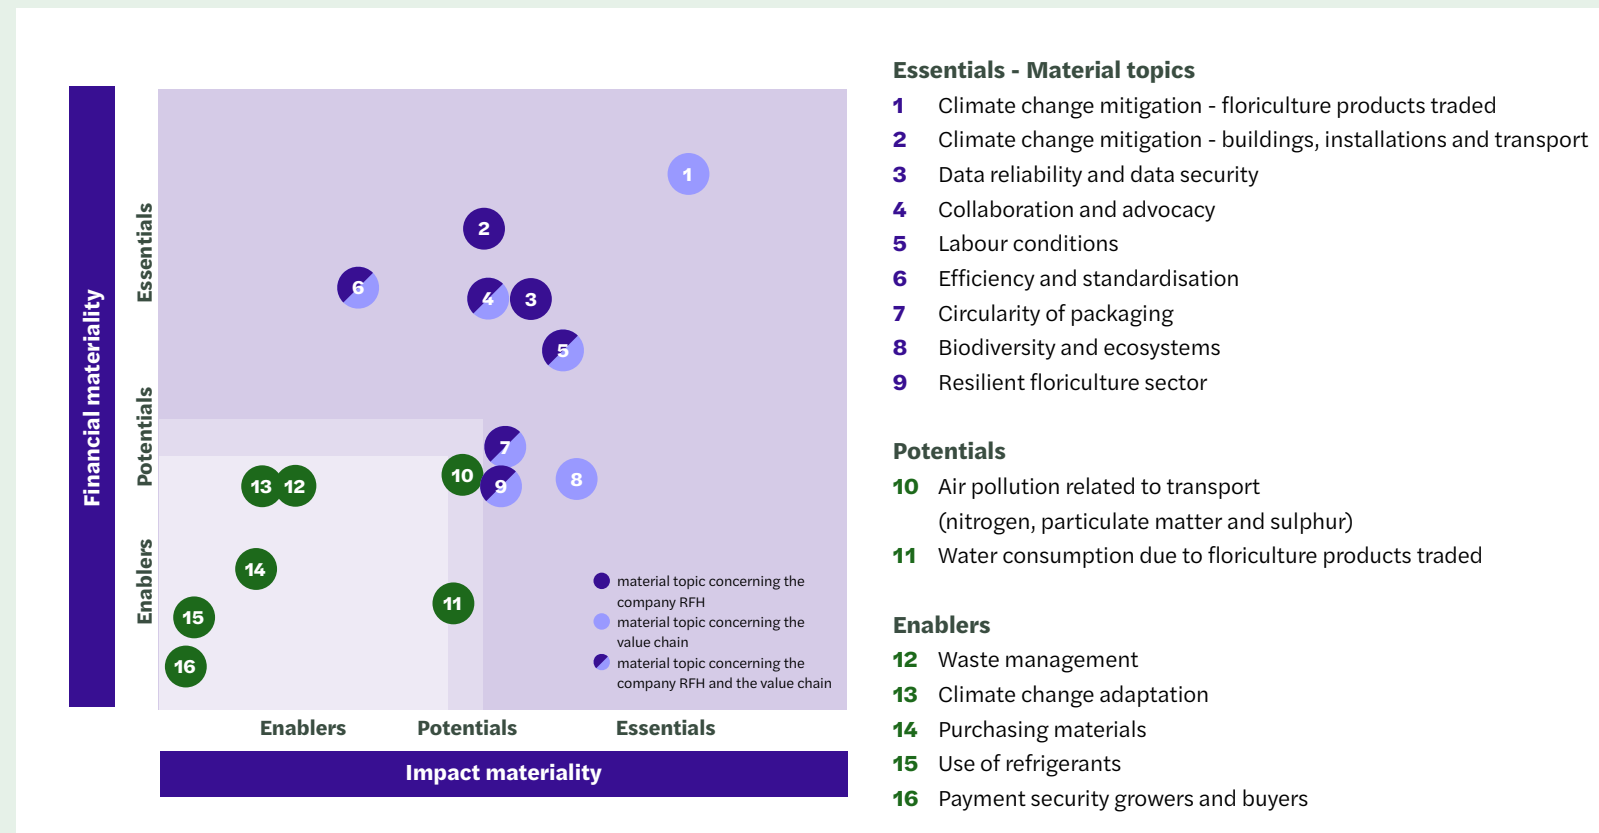 Financial materiality
Essentials
Potentials
Enablers
1
2
6
4
3
5
7
10
9
8
13
12
14
11
15
16
material topic concerning the
company RFH
material topic concerning the
value chain
material topic concerning the
company RFH and the value chain
Enablers
Potentials
Essentials
Impact materiality
Essentials - Material topics
1 Climate change mitigation - floriculture products traded
2 Climate change mitigation - buildings, installations and transport
3 Data reliability and data security
4 Collaboration and advocacy
5 Labour conditions
6 Efficiency and standardisation
7 Circularity of packaging
8 Biodiversity and ecosystems
9 Resilient floriculture sector
Potentials
10 Air pollution related to transport
(nitrogen, particulate matter and sulphur)
11 Water consumption due to floriculture products traded
Enablers
12 Waste management
13 Climate change adaptation
14 Purchasing materials
15 Use of refrigerants
16 Payment security growers and buyers